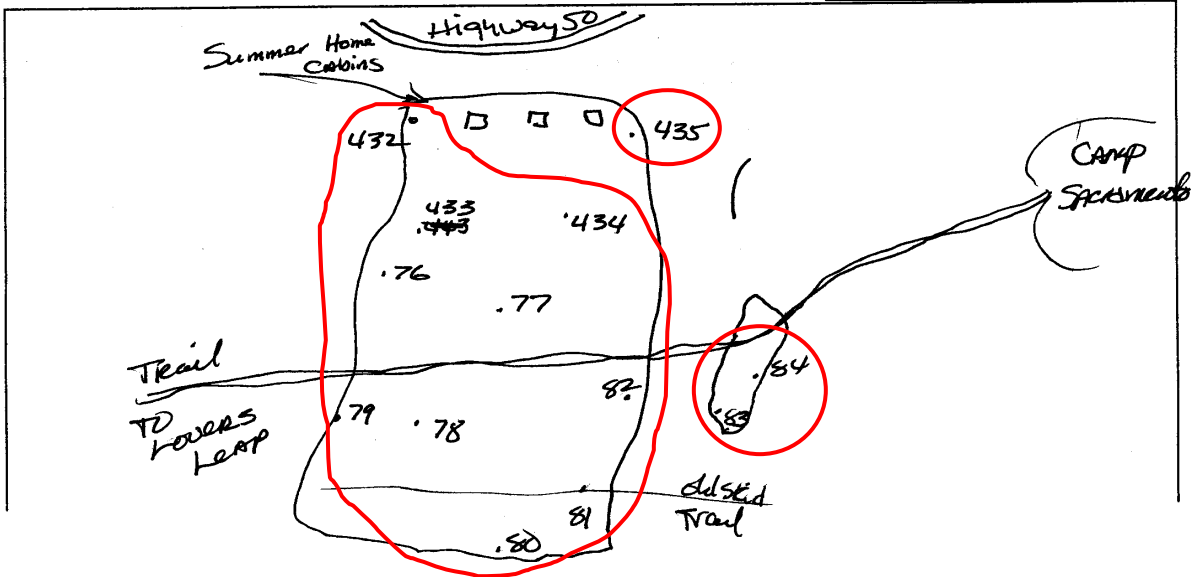 Highway 50
Summer Home
Cabins
432
435
433
443
434
76
77
CAMP
SACRAMENTO
Trail
TO
LOVERS
LEAP
79
78
82
84
83
old Skid
Trail
81
80